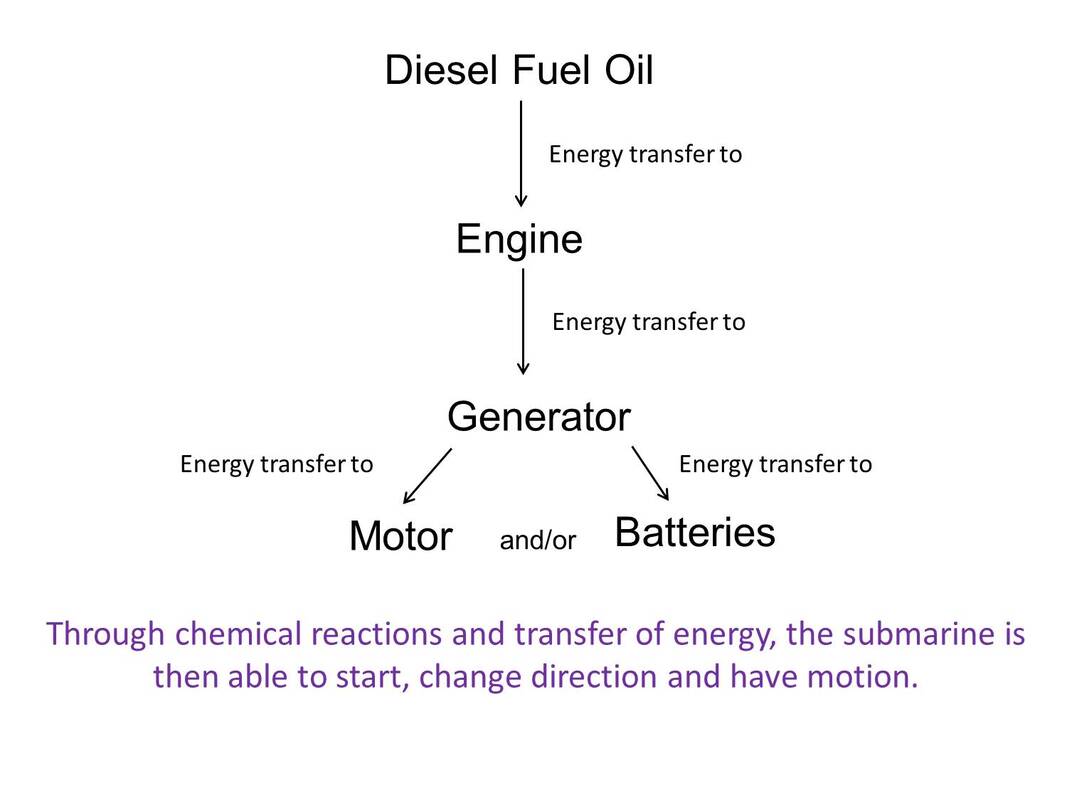 Diesel Fuel Oil
Energy transfer to
Engine
Energy transfer to
Generator
Energy transfer to
Energy transfer to
Motor and/or Batteries
Through chemical reactions and transfer of energy, the submarine is
then able to start, change direction and have motion.